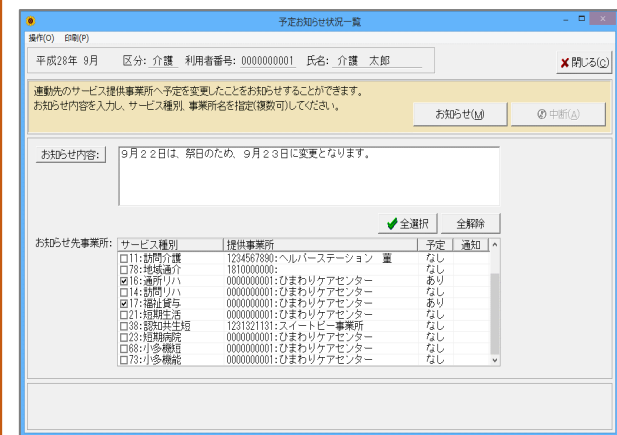 予定お知らせ状況一覧
操作(O) 印刷(P)
平成28年 9月 区分: 介護 利用者番号: 0000000001 氏名: 介護 太郎
閉じる(C)
連動先のサービス提供事業所へ予定を変更したことをお知らせすることができます。
お知らせ内容を入力し、サービス種別、事業所名を指定(複数可)してください。
お知らせ(M) 中断(A)
お知らせ内容: 9月22日は、祭日のため、9月23日に変更となります。
全選択 全解除
お知らせ先事業所: サービス種別 提供事業所 予定 通知
11:訪問介護 1234567890:ヘルパーステーション 菫 なし
78:地域通介 1810000000: なし
16:通所リハ 0000000001:ひまわりケアセンター あり
14:訪問リハ 0000000001:ひまわりケアセンター なし
17:福祉貸与 0000000001:ひまわりケアセンター あり
21:短期生活 0000000001:ひまわりケアセンター なし
38:認知共生短 1231321131:スイートピー事業所 なし
23:短期病院 0000000001:ひまわりケアセンター なし
68:小多機短 0000000001:ひまわりケアセンター なし
73:小多機能 0000000001:ひまわりケアセンター なし